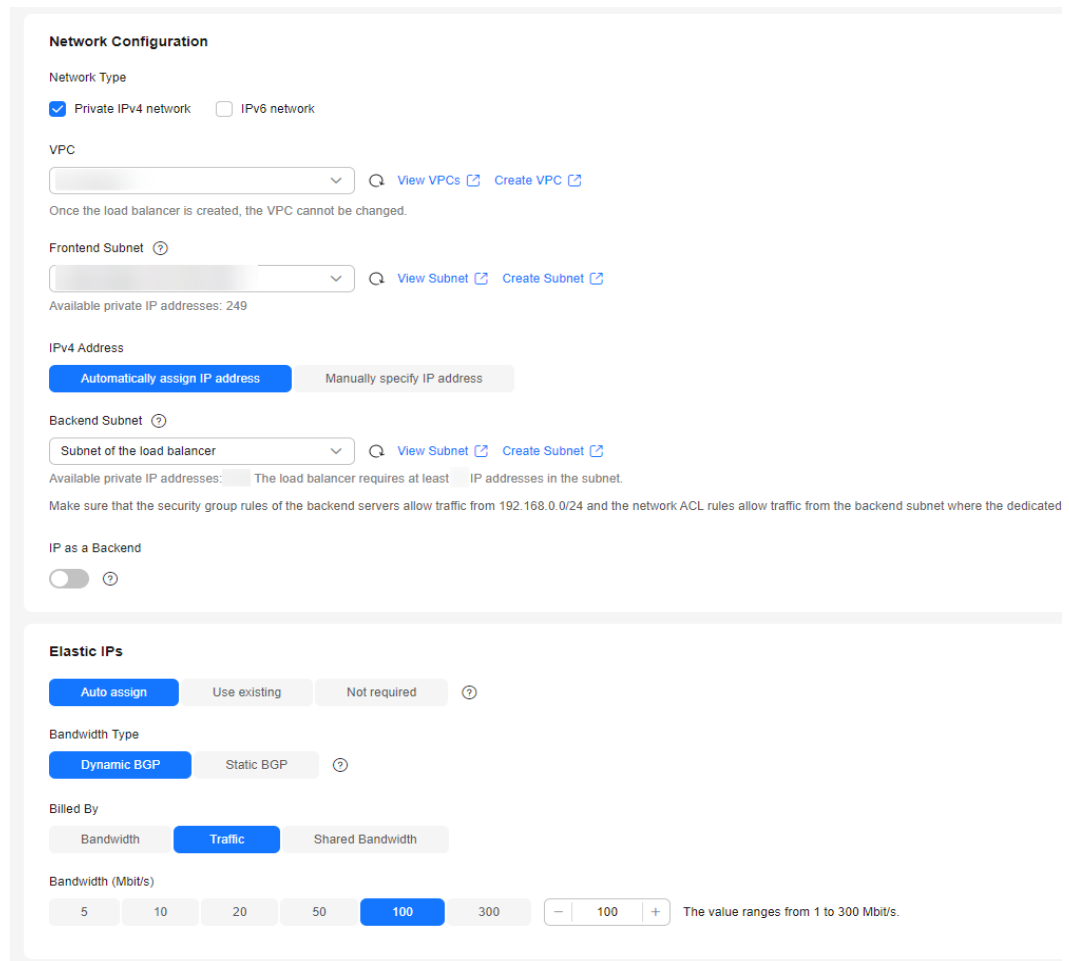 Network Configuration
Network Type
Private IPv4 network IPv6 network
VPC
View VPCs Create VPC
Once the load balancer is created, the VPC cannot be changed.
Frontend Subnet ?
View Subnet Create Subnet
Available private IP addresses: 249
IPv4 Address
Automatically assign IP address Manually specify IP address
Backend Subnet ?
Subnet of the load balancer View Subnet Create Subnet
Available private IP addresses: The load balancer requires at least IP addresses in the subnet.
Make sure that the security group rules of the backend servers allow traffic from 192.168.0.0/24 and the network ACL rules allow traffic from the backend subnet where the dedicated
IP as a Backend
?
Elastic IPs
Auto assign Use existing Not required ?
Bandwidth Type
Dynamic BGP Static BGP ?
Billed By
Bandwidth Traffic Shared Bandwidth
Bandwidth (Mbit/s)
5 10 20 50 100 300 − 100 + The value ranges from 1 to 300 Mbit/s.